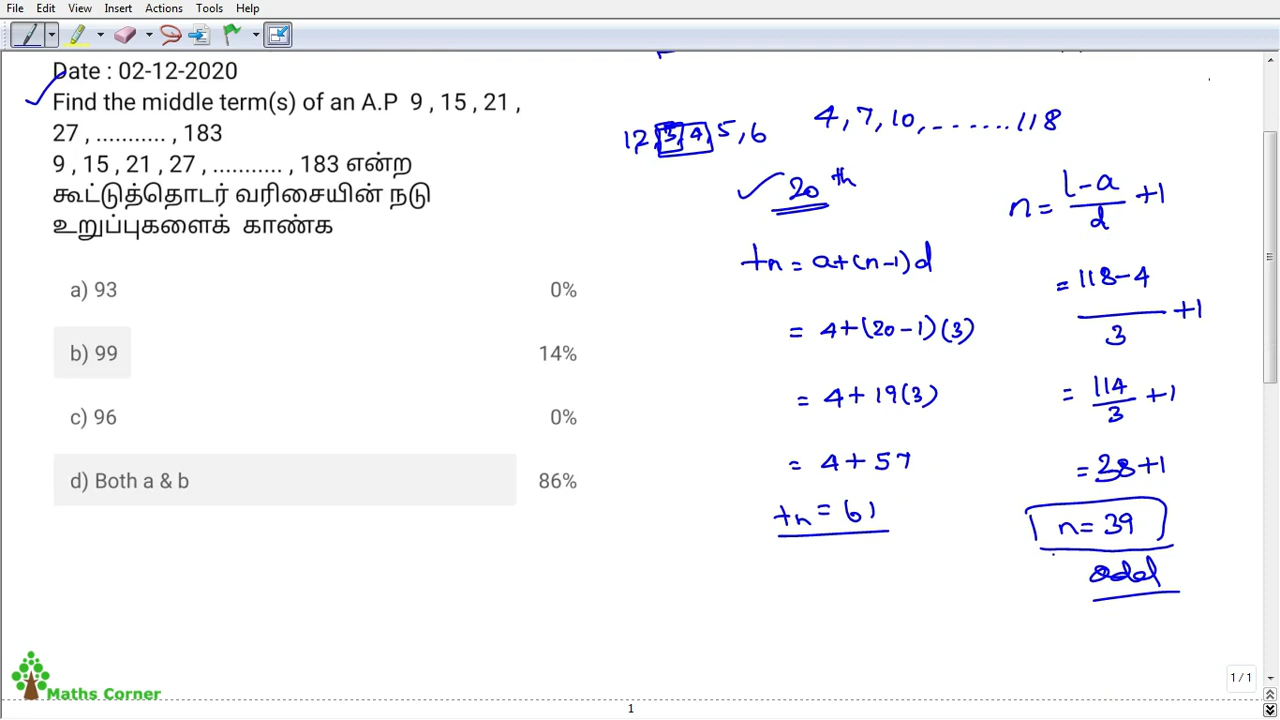 File Edit View Insert Actions Tools Help
Date : 02-12-2020
Find the middle term(s) of an A.P 9 , 15 , 21 ,
27 , ........... , 183
9 , 15 , 21 , 27 , ........... , 183 என்ற
கூட்டுத்தொடர் வரிசையின் நடு
உறுப்புகளைக் காண்க
a) 93 0%
b) 99 14%
c) 96 0%
d) Both a & b 86%
12,3,4,5,6
4,7,10,.......118
20th
tn = a+(n-1)d
= 4+(20-1)(3)
= 4+19(3)
= 4+57
tn = 61
n= l-a/d +1
= 118-4/3 +1
= 114/3 +1
= 38+1
n=39
odd
Maths Corner
1 / 1
1